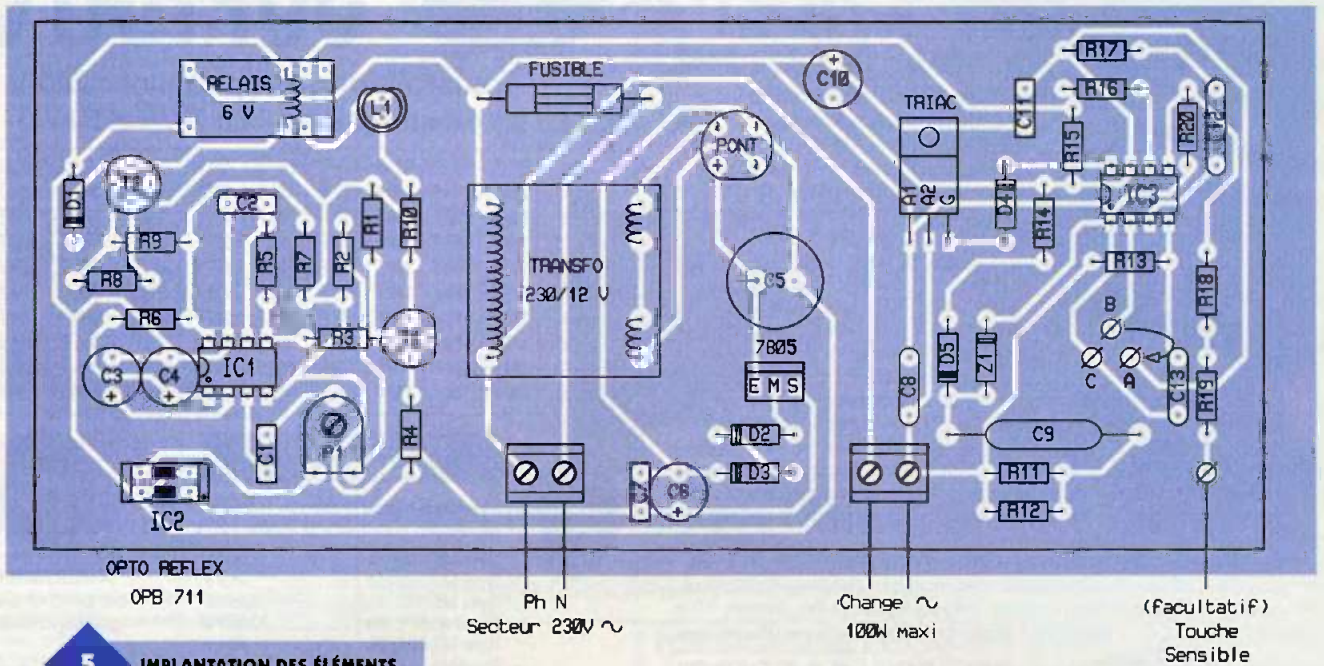 RELAIS
6 V
L1
FUSIBLE
C10
TRIAC
A1
A2
G
C11
R17
R16
R15
R20
IC3
D4
R14
R13
R18
R19
B
C
A
C13
D1
C2
R9
R8
R6
R5
R7
R2
R1
R10
R3
R4
C3
C4
IC1
C1
P1
IC2
TRANSFO
230/12 V
PONT
C5
7805
E M S
D2
D3
C7
C6
C8
D5
Z1
C9
R11
R12
OPTO REFLEX
OPB 711
Ph N
Secteur 230V ~
Change ~
100W maxi
(facultatif)
Touche
Sensible
5
IMPLANTATION DES ÉLÉMENTS